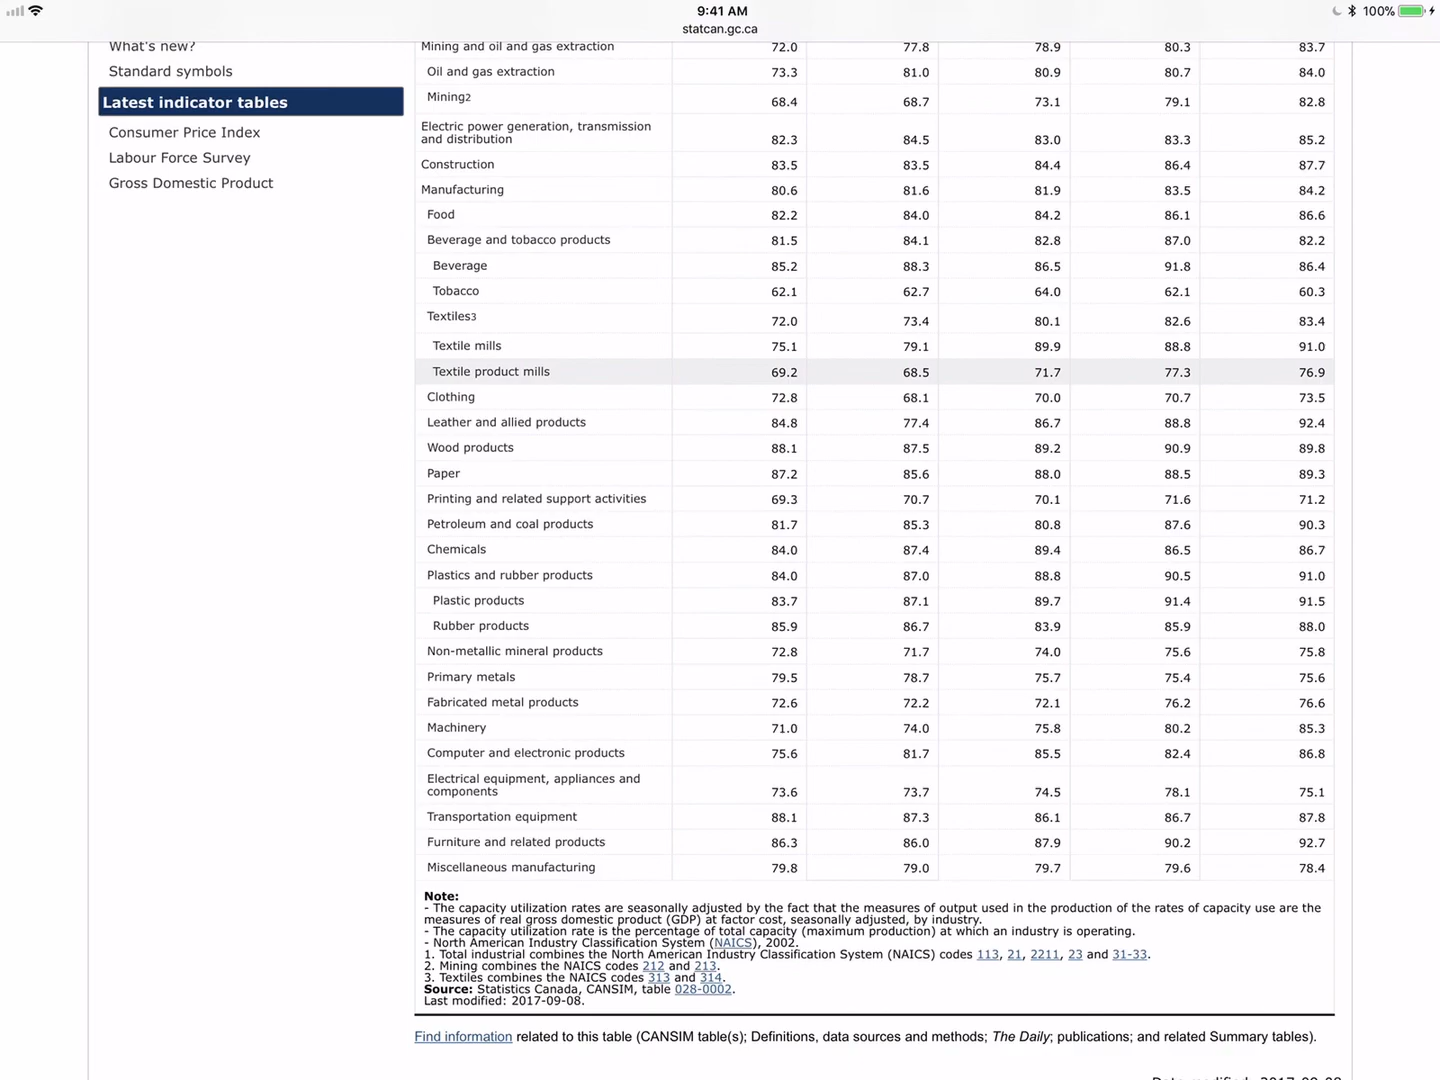 9:41 AM
100%
statcan.gc.ca
What's new?
Standard symbols
Latest indicator tables
Consumer Price Index
Labour Force Survey
Gross Domestic Product
Mining and oil and gas extraction 72.0 77.8 78.9 80.3 83.7
Oil and gas extraction 73.3 81.0 80.9 80.7 84.0
Mining2 68.4 68.7 73.1 79.1 82.8
Electric power generation, transmission
and distribution 82.3 84.5 83.0 83.3 85.2
Construction 83.5 83.5 84.4 86.4 87.7
Manufacturing 80.6 81.6 81.9 83.5 84.2
Food 82.2 84.0 84.2 86.1 86.6
Beverage and tobacco products 81.5 84.1 82.8 87.0 82.2
Beverage 85.2 88.3 86.5 91.8 86.4
Tobacco 62.1 62.7 64.0 62.1 60.3
Textiles3 72.0 73.4 80.1 82.6 83.4
Textile mills 75.1 79.1 89.9 88.8 91.0
Textile product mills 69.2 68.5 71.7 77.3 76.9
Clothing 72.8 68.1 70.0 70.7 73.5
Leather and allied products 84.8 77.4 86.7 88.8 92.4
Wood products 88.1 87.5 89.2 90.9 89.8
Paper 87.2 85.6 88.0 88.5 89.3
Printing and related support activities 69.3 70.7 70.1 71.6 71.2
Petroleum and coal products 81.7 85.3 80.8 87.6 90.3
Chemicals 84.0 87.4 89.4 86.5 86.7
Plastics and rubber products 84.0 87.0 88.8 90.5 91.0
Plastic products 83.7 87.1 89.7 91.4 91.5
Rubber products 85.9 86.7 83.9 85.9 88.0
Non-metallic mineral products 72.8 71.7 74.0 75.6 75.8
Primary metals 79.5 78.7 75.7 75.4 75.6
Fabricated metal products 72.6 72.2 72.1 76.2 76.6
Machinery 71.0 74.0 75.8 80.2 85.3
Computer and electronic products 75.6 81.7 85.5 82.4 86.8
Electrical equipment, appliances and
components 73.6 73.7 74.5 78.1 75.1
Transportation equipment 88.1 87.3 86.1 86.7 87.8
Furniture and related products 86.3 86.0 87.9 90.2 92.7
Miscellaneous manufacturing 79.8 79.0 79.7 79.6 78.4
Note:
- The capacity utilization rates are seasonally adjusted by the fact that the measures of output used in the production of the rates of capacity use are the
measures of real gross domestic product (GDP) at factor cost, seasonally adjusted, by industry.
- The capacity utilization rate is the percentage of total capacity (maximum production) at which an industry is operating.
- North American Industry Classification System (NAICS), 2002.
1. Total industrial combines the North American Industry Classification System (NAICS) codes 113, 21, 2211, 23 and 31-33.
2. Mining combines the NAICS codes 212 and 213.
3. Textiles combines the NAICS codes 313 and 314.
Source: Statistics Canada, CANSIM, table 028-0002.
Last modified: 2017-09-08.
Find information related to this table (CANSIM table(s); Definitions, data sources and methods; The Daily; publications; and related Summary tables).